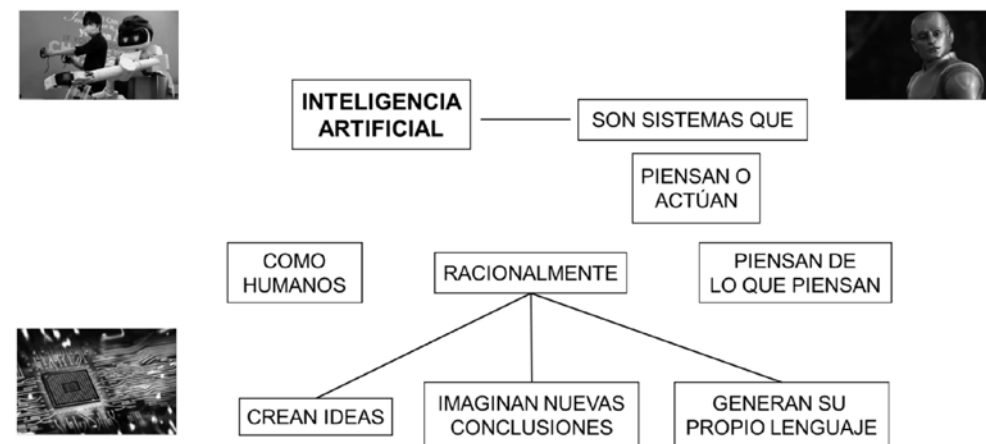 INTELIGENCIA
ARTIFICIAL
SON SISTEMAS QUE
PIENSAN O
ACTÚAN
COMO
HUMANOS
RACIONALMENTE
PIENSAN DE
LO QUE PIENSAN
CREAN IDEAS
IMAGINAN NUEVAS
CONCLUSIONES
GENERAN SU
PROPIO LENGUAJE